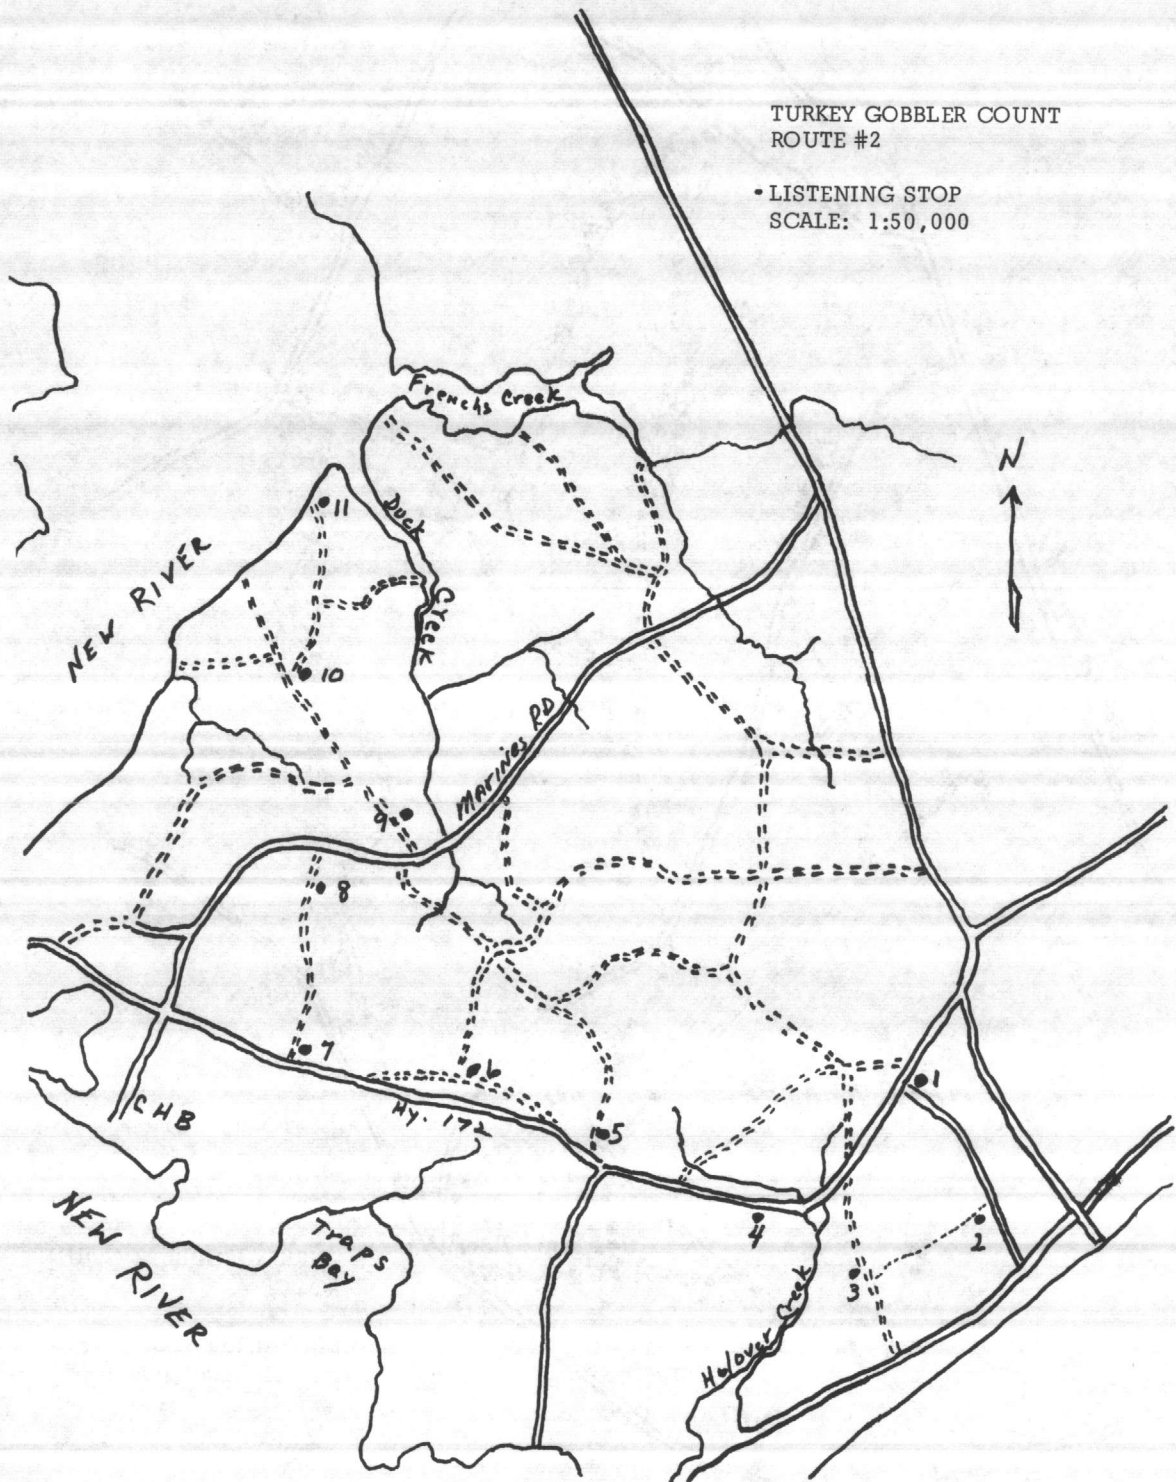 TURKEY GOBBLER COUNT
ROUTE #2
• LISTENING STOP
SCALE: 1:50,000
Frenchs Creek
N
11
Duck
Creek
NEW RIVER
10
Marines RD
9
8
7
6
1
CHB
HY. 172
5
NEW RIVER
Traps
Bay
4
2
3
Holover Creek